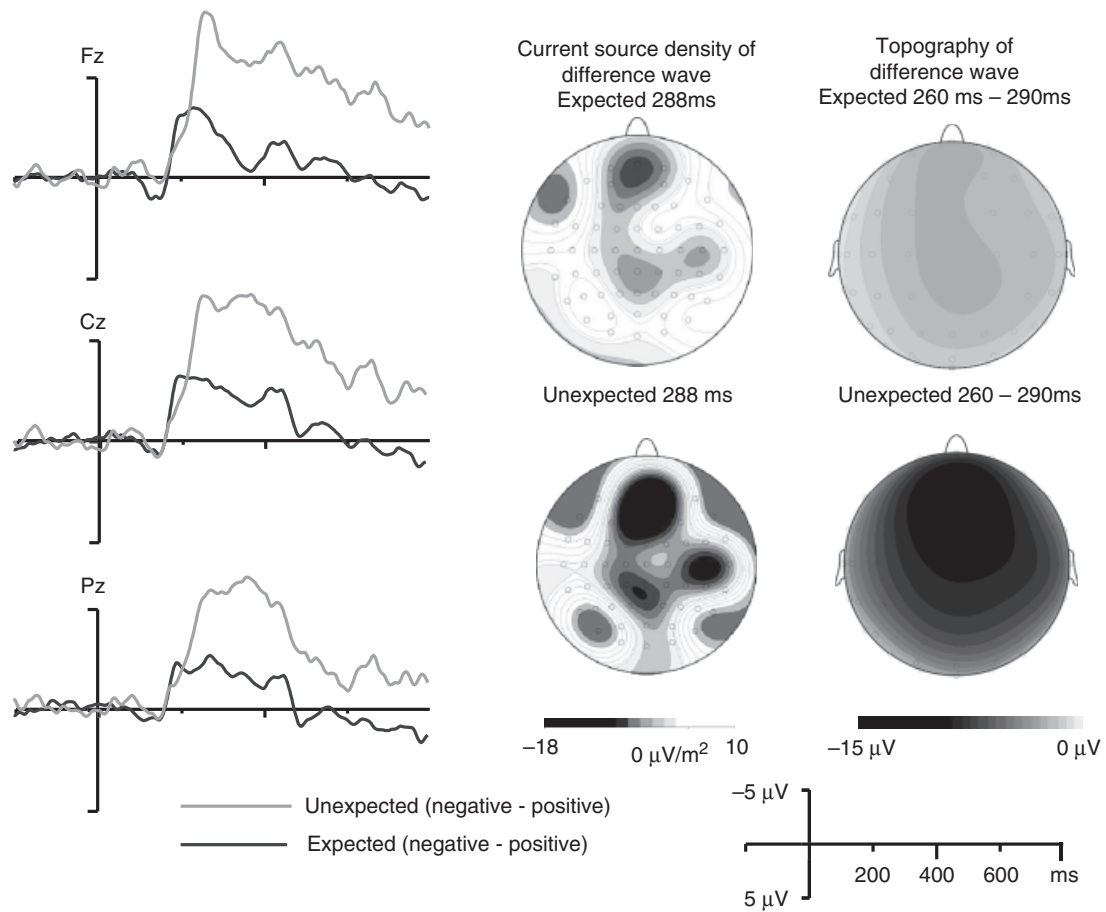 Fz
Cz
Pz
Current source density of
difference wave
Expected 288ms
Topography of
difference wave
Expected 260 ms – 290ms
Unexpected 288 ms
Unexpected 260 – 290ms
–18
0 μV/m²
10
–15 μV
0 μV
Unexpected (negative - positive)
Expected (negative - positive)
–5 μV
200
400
600
ms
5 μV